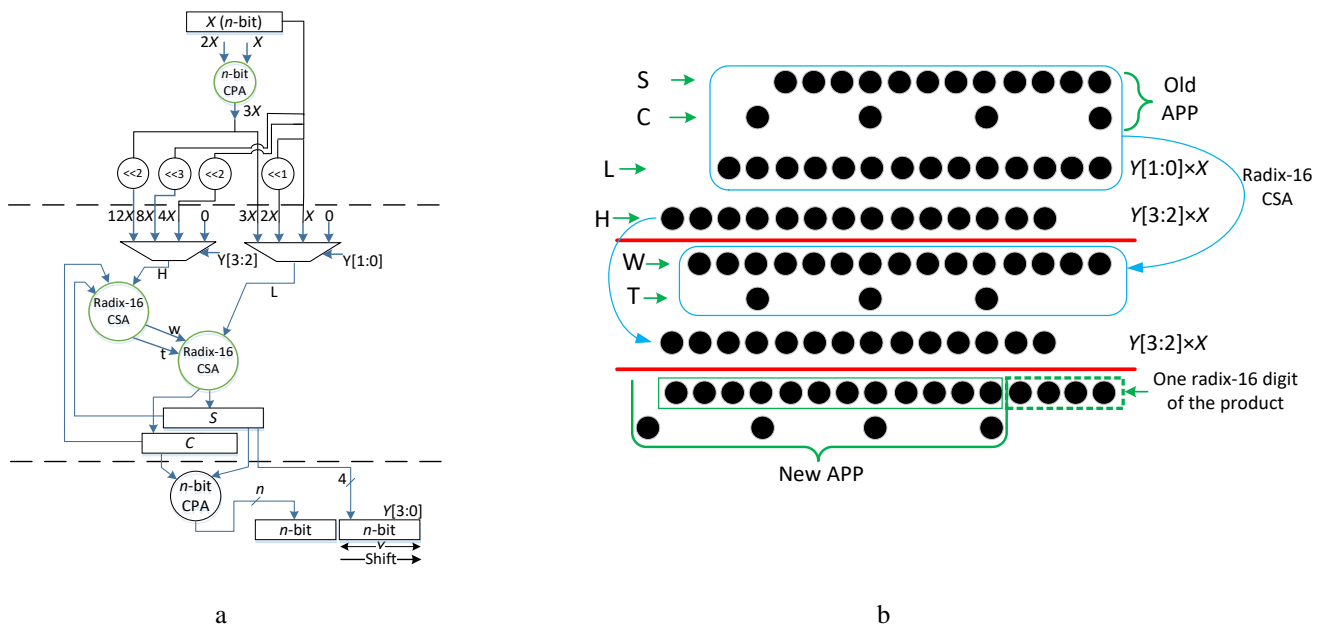 X (n-bit)
2X X
n-bit
CPA
3X
<<2 <<3 <<2 <<1
12X 8X 4X 0 3X 2X X 0
Y[3:2] Y[1:0]
H
L
Radix-16
CSA
w
t
Radix-16
CSA
S
C
n-bit
CPA
n
4
Y[3:0]
n-bit n-bit
Y
Shift
a
S
C
Old
APP
L
Y[1:0]×X
Radix-16
CSA
H
Y[3:2]×X
W
T
Y[3:2]×X
One radix-16 digit
of the product
New APP
b